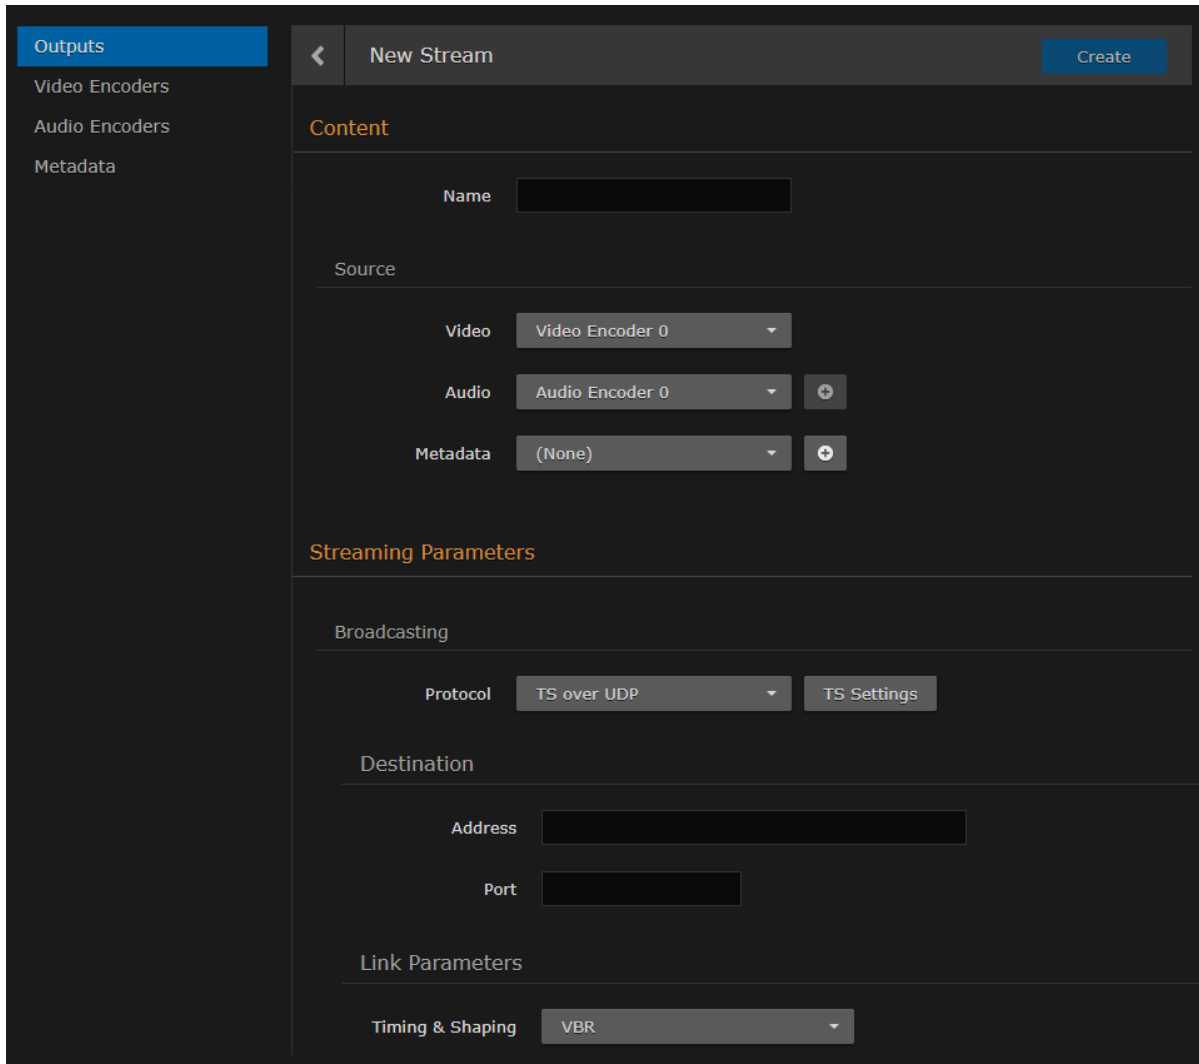 Outputs
Video Encoders
Audio Encoders
Metadata
New Stream
Create
Content
Name
Source
Video Video Encoder 0
Audio Audio Encoder 0
Metadata (None)
Streaming Parameters
Broadcasting
Protocol TS over UDP TS Settings
Destination
Address
Port
Link Parameters
Timing & Shaping VBR